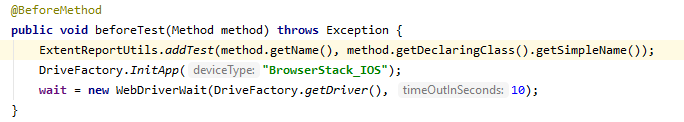 @BeforeMethod
public void beforeTest(Method method) throws Exception {
ExtentReportUtils.addTest(method.getName(), method.getDeclaringClass().getSimpleName());
DriveFactory.InitApp( deviceType: "BrowserStack_IOS");
wait = new WebDriverWait(DriveFactory.getDriver(), timeOutInSeconds: 10);
}